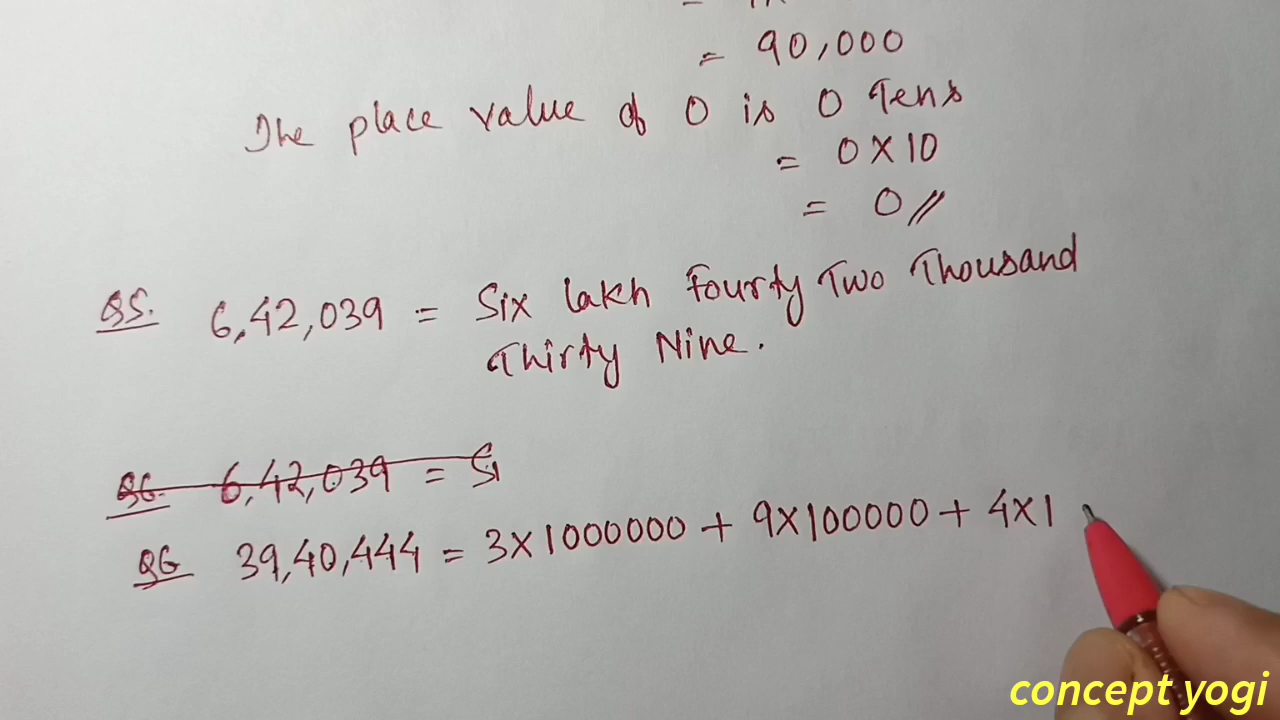 = 90,000
The place value of 0 is 0 Tens
= 0 X 10
= 0 //
Q5. 6,42,039 = Six lakh Fourty Two Thousand
Thirty Nine.
Q6. 6,42,039 = Si
Q6 39,40,444 = 3X1000000 + 9X100000 + 4X1
concept yogi